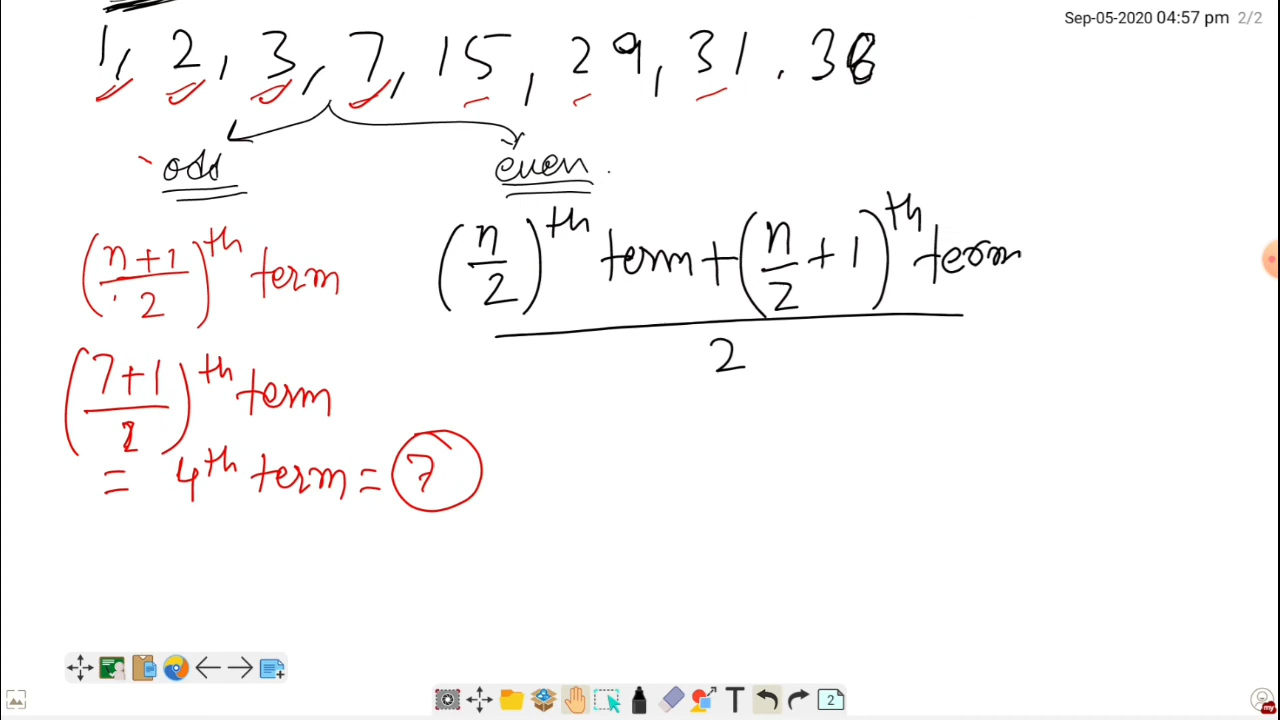 Sep-05-2020 04:57 pm 2/2
1, 2, 3, 7, 15, 29, 31. 38
odd
even
(n+1/2)th term
(n/2)th term + (n/2 + 1)th term
2
(7+1/2)th term
= 4th term = 7
T
2
my